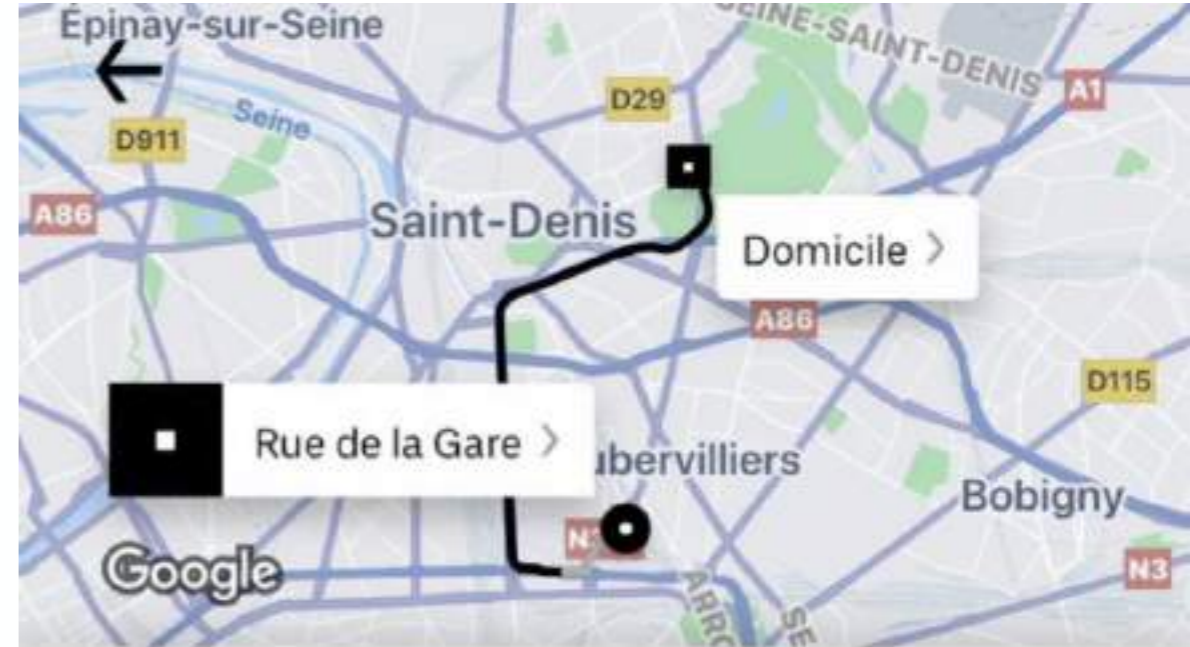 Épinay-sur-Seine
SEINE-SAINT-DENIS
D29
A1
D911
Seine
A86
Saint-Denis
Domicile
A86
D115
Rue de la Gare
ubervilliers
Bobigny
Google
N3